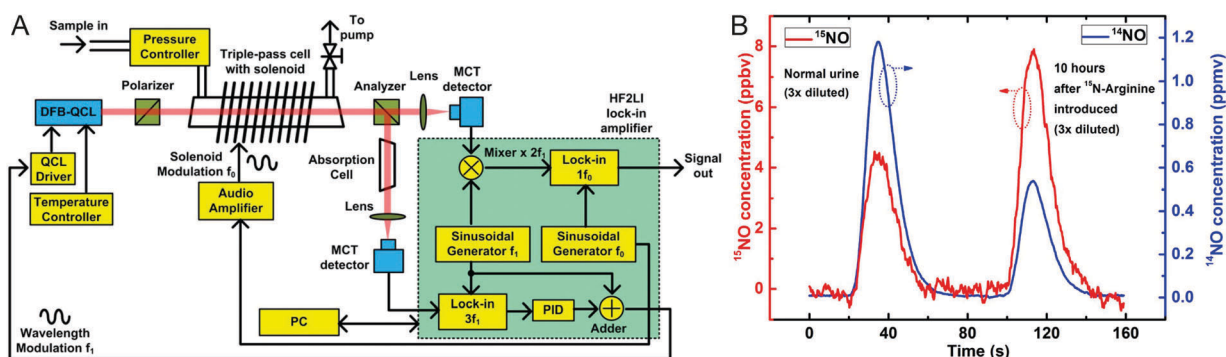 A
Sample in
Pressure
Controller
To
pump
Triple-pass cell
with solenoid
Polarizer
DFB-QCL
Analyzer
Lens
MCT
detector
HF2LI
lock-in
amplifier
QCL
Driver
Temperature
Controller
Solenoid
Modulation f₀
Audio
Amplifier
Absorption
Cell
Lens
MCT
detector
Mixer x 2f₁
Lock-in
1f₀
Signal
out
Sinusoidal
Generator f₁
Sinusoidal
Generator f₀
Lock-in
3f₁
PID
Adder
PC
Wavelength
Modulation f₁
B
¹⁵NO
¹⁴NO
Normal urine
(3x diluted)
10 hours
after ¹⁵N-Arginine
introduced
(3x diluted)
¹⁵NO concentration (ppbv)
8
6
4
2
0
¹⁴NO concentration (ppmv)
1.2
1.0
0.8
0.6
0.4
0.2
0.0
0 40 80 120 160
Time (s)